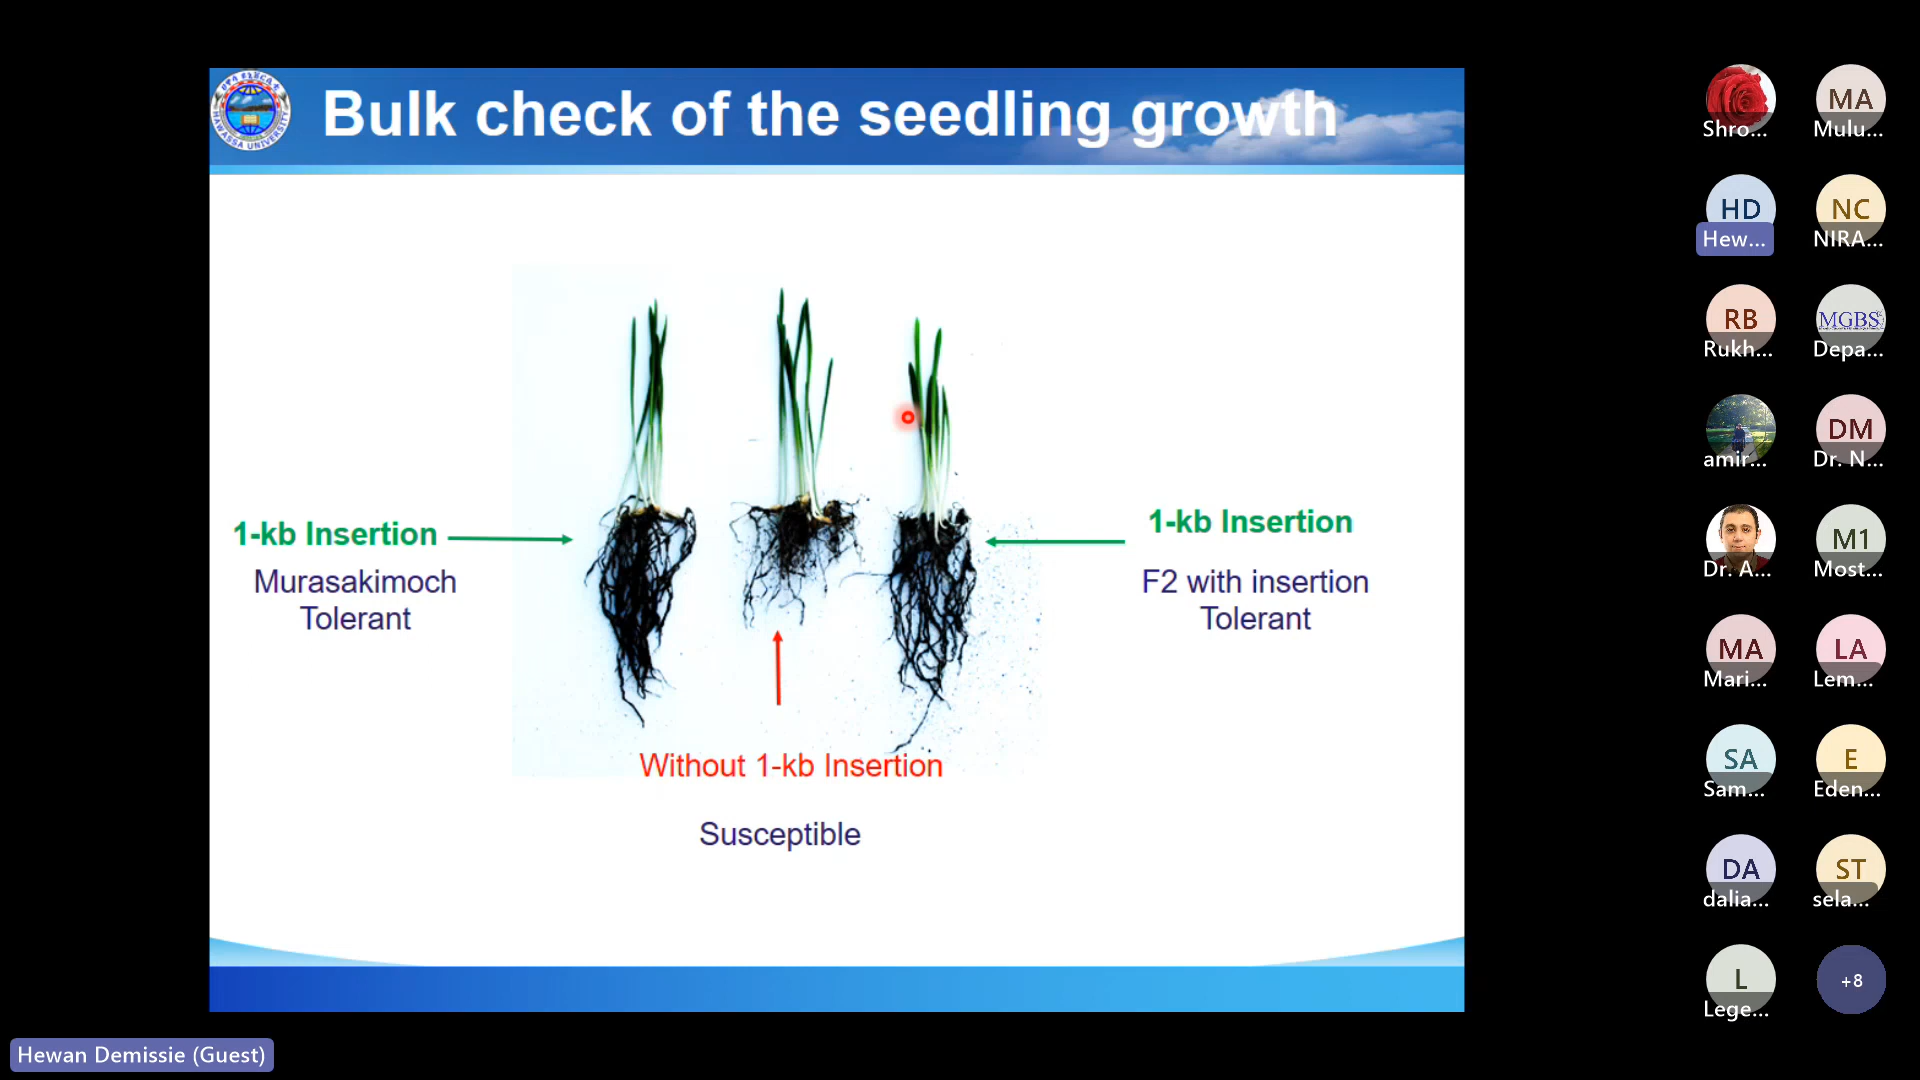 Bulk check of the seedling growth
HAWASSA UNIVERSITY
1-kb Insertion
Murasakimoch
Tolerant
1-kb Insertion
F2 with insertion
Tolerant
Without 1-kb Insertion
Susceptible
Shro...
MA
Mulu...
HD
Hew...
NC
NIRA...
RB
Rukh...
MGBS
Depa...
amir...
DM
Dr. N...
Dr. A...
M1
Most...
MA
Mari...
LA
Lem...
SA
Sam...
E
Eden...
DA
dalia...
ST
sela...
L
Lege...
+8
Hewan Demissie (Guest)